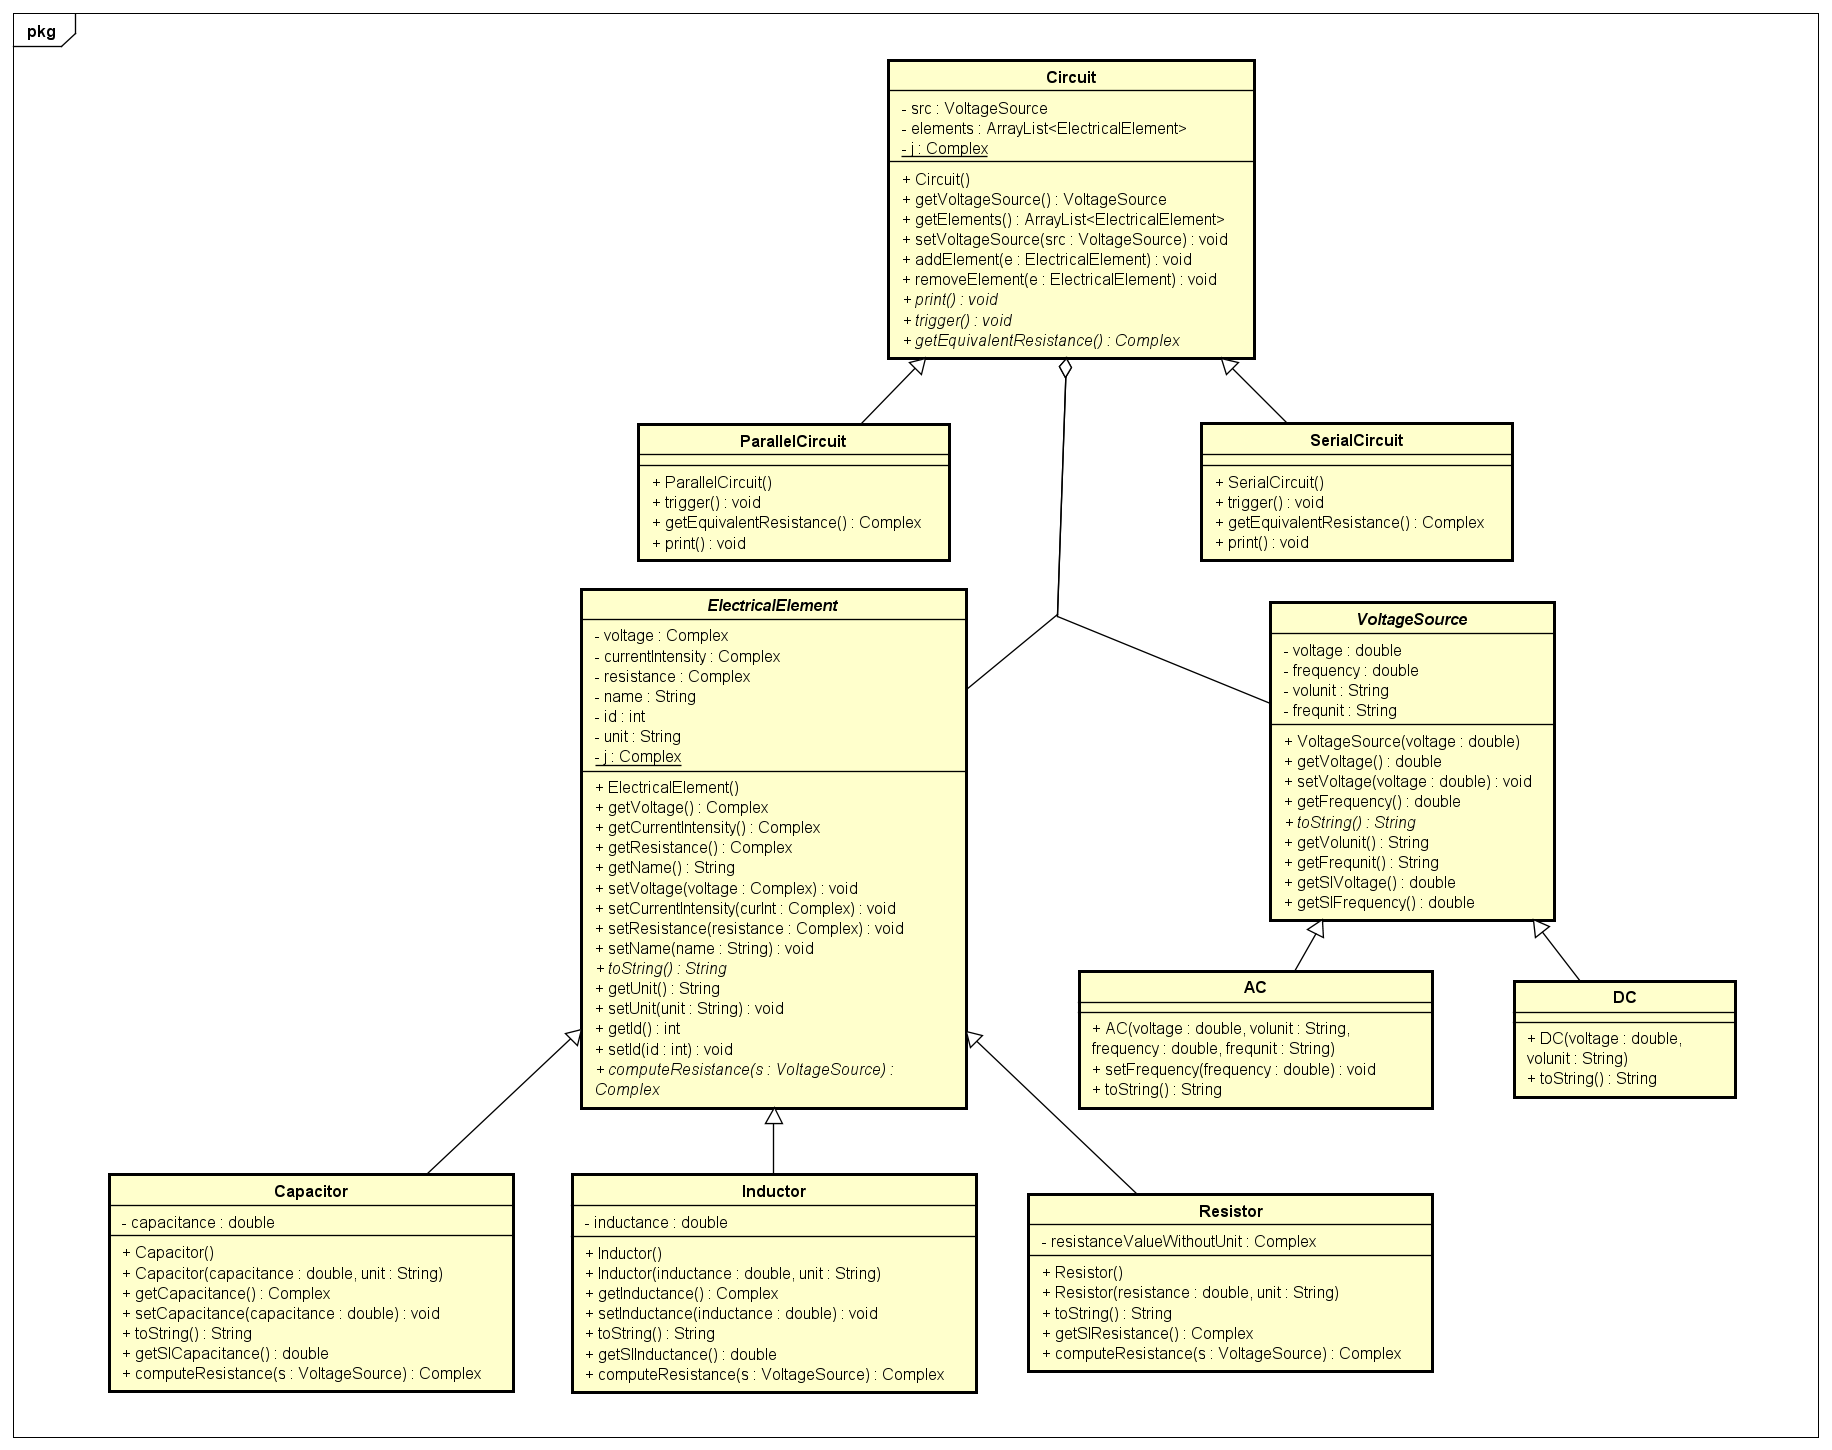 pkg
Circuit
- src : VoltageSource
- elements : ArrayList<ElectricalElement>
- j : Complex
+ Circuit()
+ getVoltageSource() : VoltageSource
+ getElements() : ArrayList<ElectricalElement>
+ setVoltageSource(src : VoltageSource) : void
+ addElement(e : ElectricalElement) : void
+ removeElement(e : ElectricalElement) : void
+ print() : void
+ trigger() : void
+ getEquivalentResistance() : Complex
ParallelCircuit
+ ParallelCircuit()
+ trigger() : void
+ getEquivalentResistance() : Complex
+ print() : void
SerialCircuit
+ SerialCircuit()
+ trigger() : void
+ getEquivalentResistance() : Complex
+ print() : void
ElectricalElement
- voltage : Complex
- currentIntensity : Complex
- resistance : Complex
- name : String
- id : int
- unit : String
- j : Complex
+ ElectricalElement()
+ getVoltage() : Complex
+ getCurrentIntensity() : Complex
+ getResistance() : Complex
+ getName() : String
+ setVoltage(voltage : Complex) : void
+ setCurrentIntensity(curInt : Complex) : void
+ setResistance(resistance : Complex) : void
+ setName(name : String) : void
+ toString() : String
+ getUnit() : String
+ setUnit(unit : String) : void
+ getId() : int
+ setId(id : int) : void
+ computeResistance(s : VoltageSource) :
Complex
VoltageSource
- voltage : double
- frequency : double
- volunit : String
- frequnit : String
+ VoltageSource(voltage : double)
+ getVoltage() : double
+ setVoltage(voltage : double) : void
+ getFrequency() : double
+ toString() : String
+ getVolunit() : String
+ getFrequnit() : String
+ getSIVoltage() : double
+ getSIFrequency() : double
AC
+ AC(voltage : double, volunit : String,
frequency : double, frequnit : String)
+ setFrequency(frequency : double) : void
+ toString() : String
DC
+ DC(voltage : double,
volunit : String)
+ toString() : String
Capacitor
- capacitance : double
+ Capacitor()
+ Capacitor(capacitance : double, unit : String)
+ getCapacitance() : Complex
+ setCapacitance(capacitance : double) : void
+ toString() : String
+ getSICapacitance() : double
+ computeResistance(s : VoltageSource) : Complex
Inductor
- inductance : double
+ Inductor()
+ Inductor(inductance : double, unit : String)
+ getInductance() : Complex
+ setInductance(inductance : double) : void
+ toString() : String
+ getSIInductance() : double
+ computeResistance(s : VoltageSource) : Complex
Resistor
- resistanceValueWithoutUnit : Complex
+ Resistor()
+ Resistor(resistance : double, unit : String)
+ toString() : String
+ getSIResistance() : Complex
+ computeResistance(s : VoltageSource) : Complex